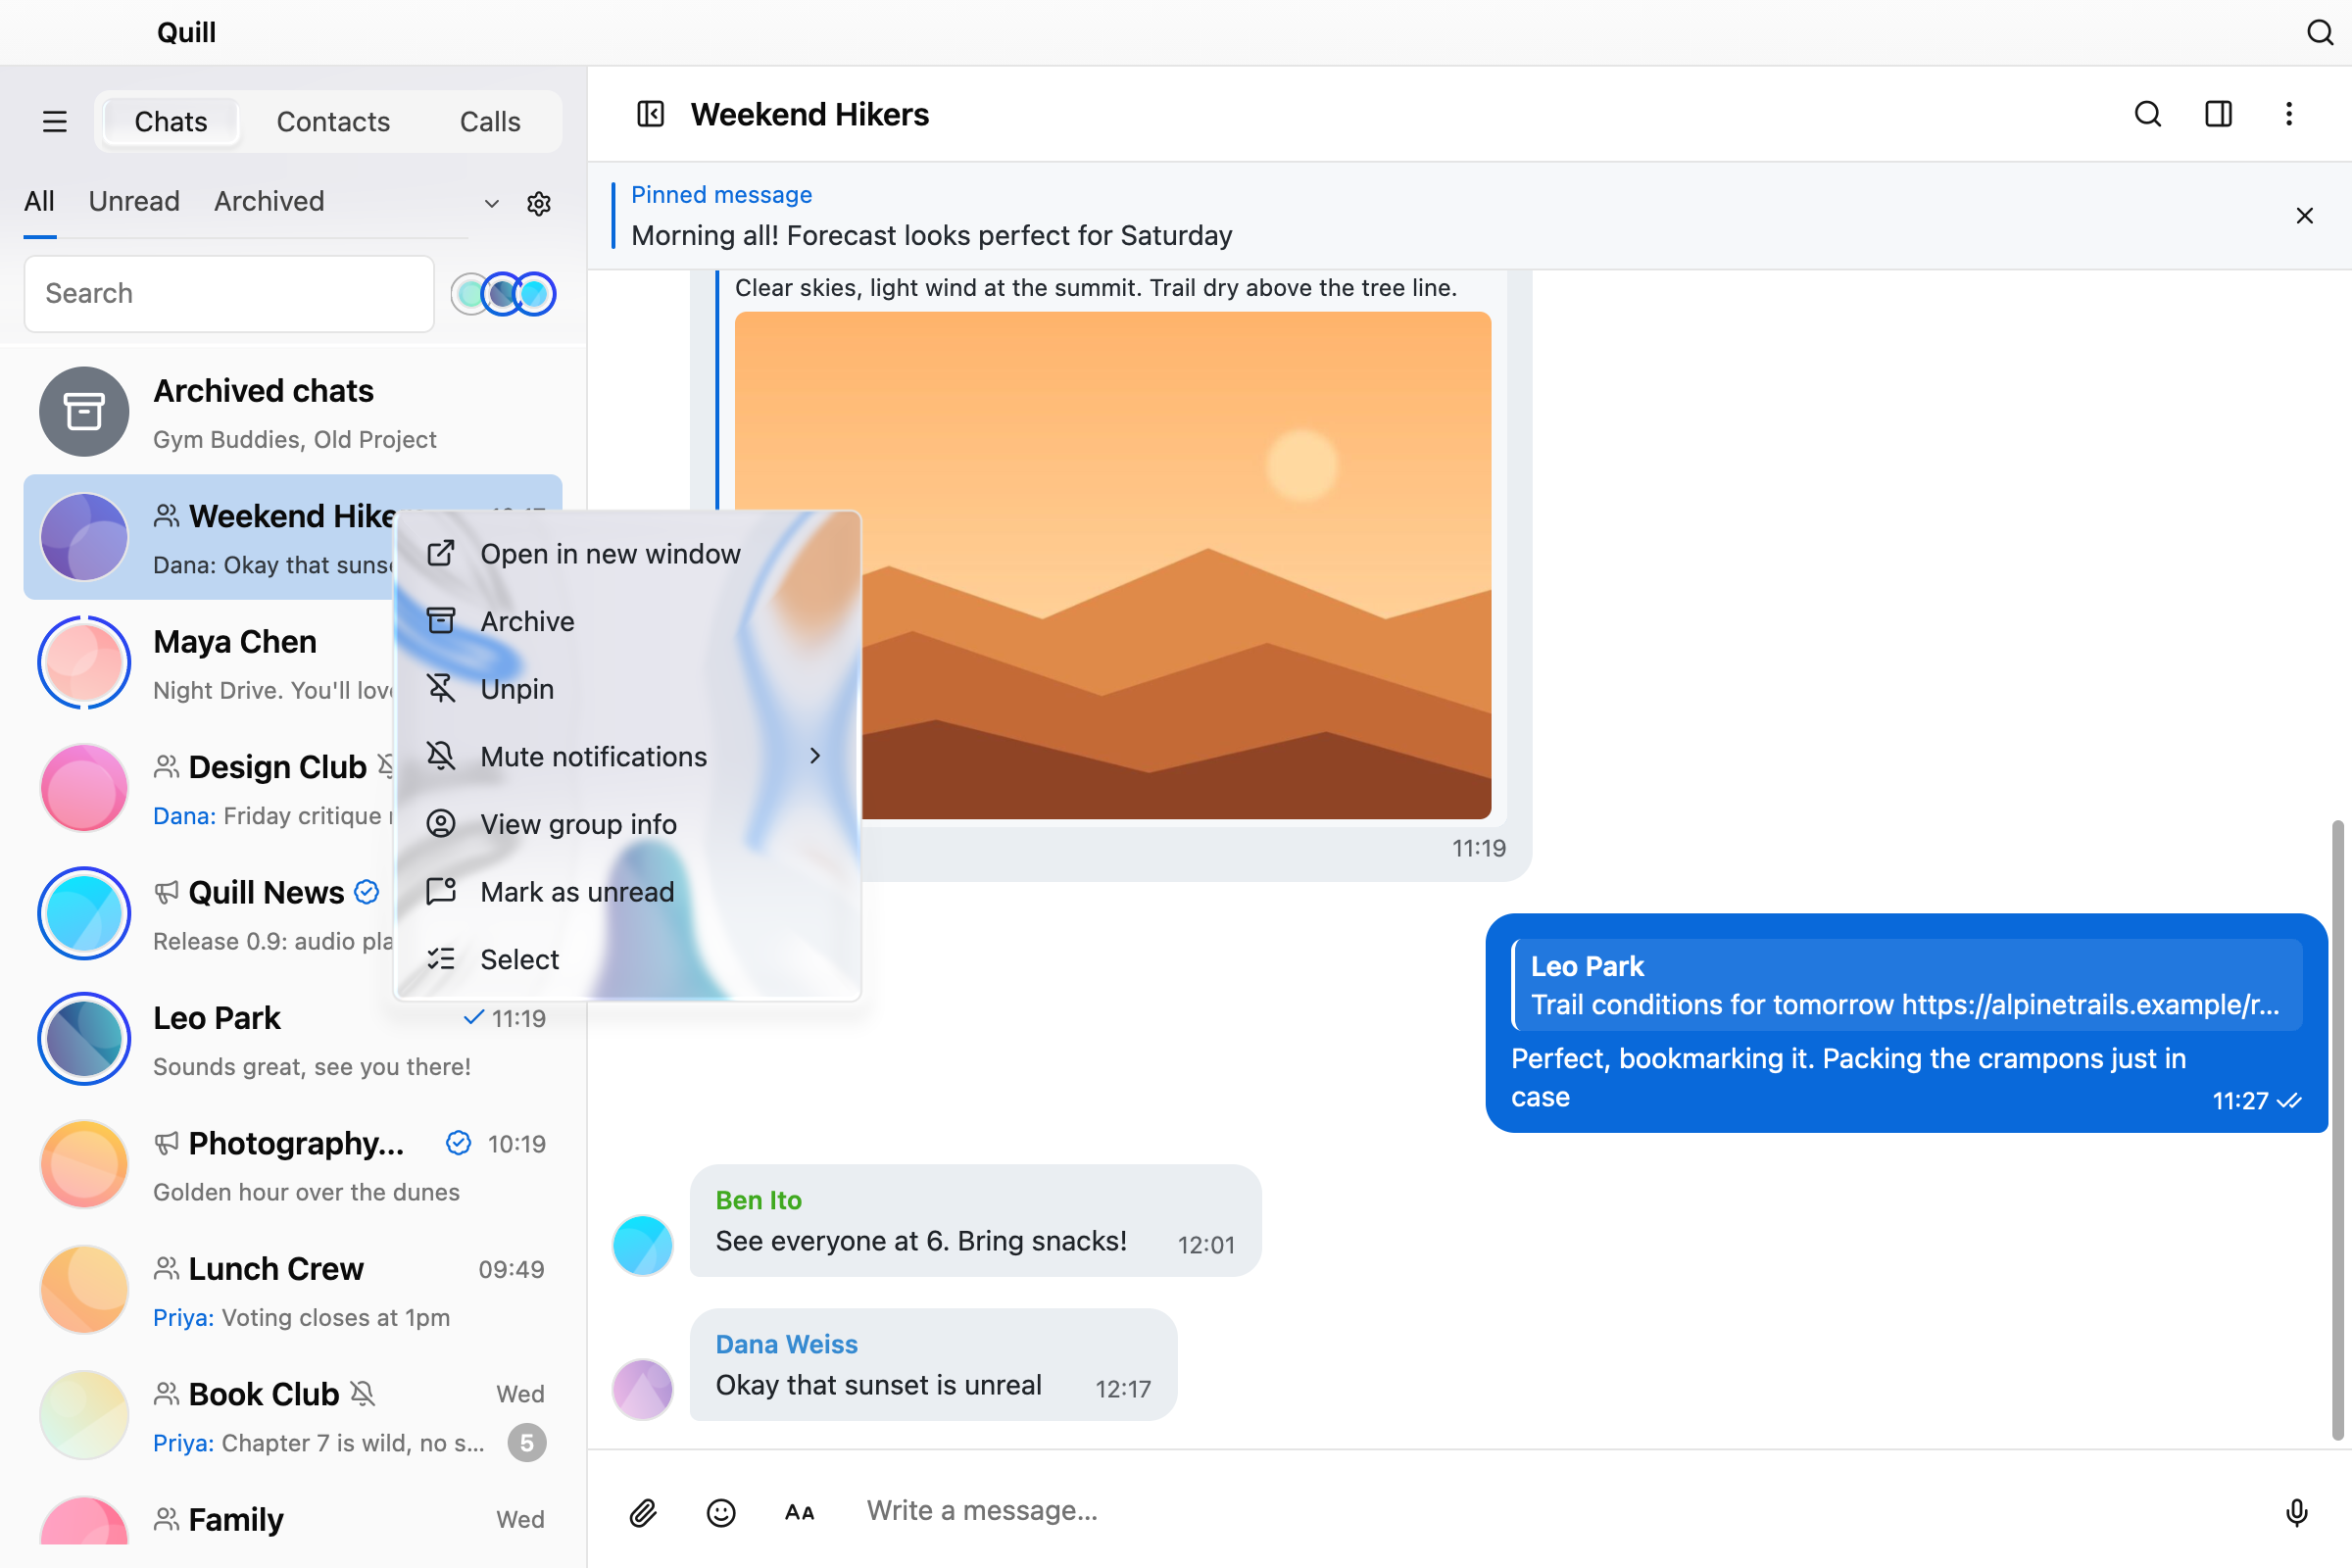 Quill
Chats Contacts Calls
All Unread Archived
Search
Archived chats
Gym Buddies, Old Project
Weekend Hike
Dana: Okay that suns
Maya Chen
Night Drive. You'll lov
Design Club
Dana: Friday critique
Quill News
Release 0.9: audio pla
Leo Park 11:19
Sounds great, see you there!
Photography... 10:19
Golden hour over the dunes
Lunch Crew 09:49
Priya: Voting closes at 1pm
Book Club Wed
Priya: Chapter 7 is wild, no s... 5
Family Wed
Open in new window
Archive
Unpin
Mute notifications
View group info
Mark as unread
Select
Weekend Hikers
Pinned message
Morning all! Forecast looks perfect for Saturday
Clear skies, light wind at the summit. Trail dry above the tree line.
11:19
Leo Park
Trail conditions for tomorrow https://alpinetrails.example/r...
Perfect, bookmarking it. Packing the crampons just in
case 11:27
Ben Ito
See everyone at 6. Bring snacks! 12:01
Dana Weiss
Okay that sunset is unreal 12:17
AA Write a message...